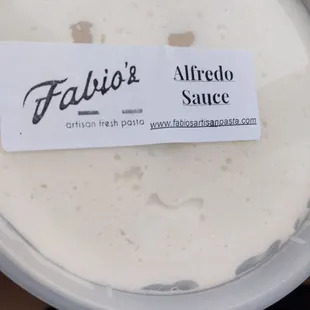 Fabio's
artisan fresh pasta
Alfredo
Sauce
www.fabiosartisanpasta.com